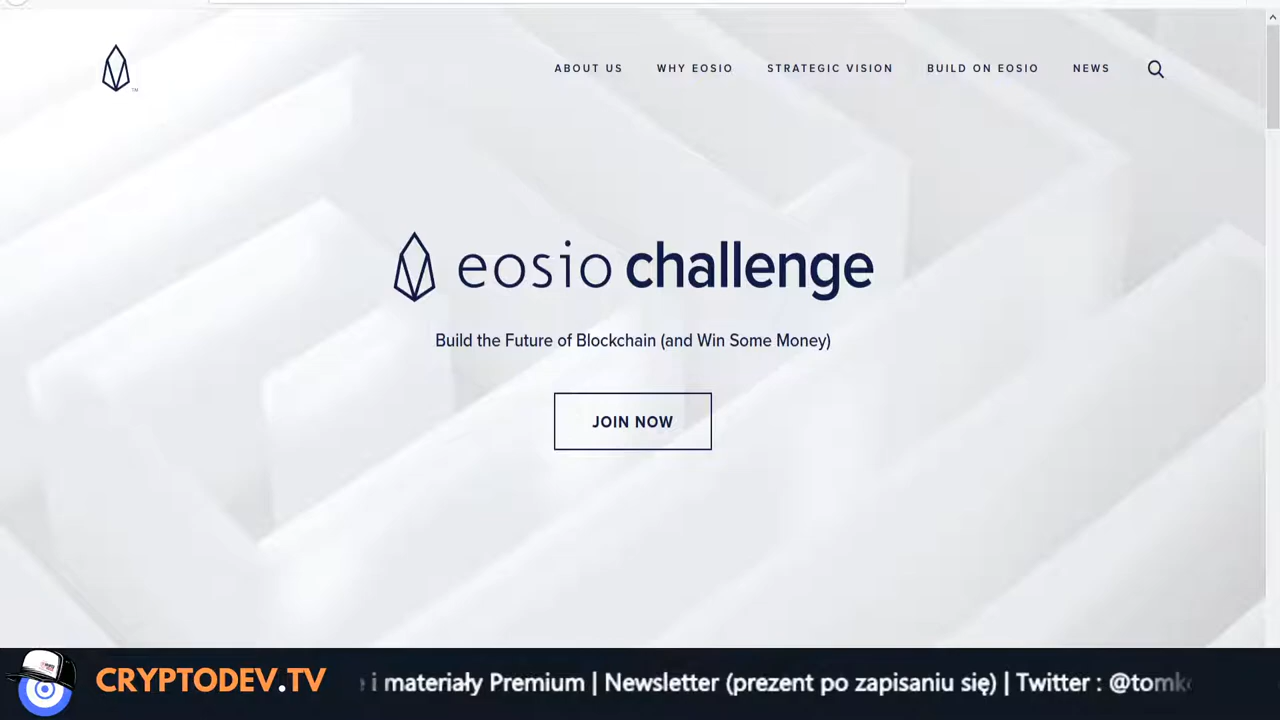 TM
ABOUT US WHY EOSIO STRATEGIC VISION BUILD ON EOSIO NEWS
eosio challenge
Build the Future of Blockchain (and Win Some Money)
JOIN NOW
CRYPTODEV.TV
i materiały Premium | Newsletter (prezent po zapisaniu się) | Twitter :